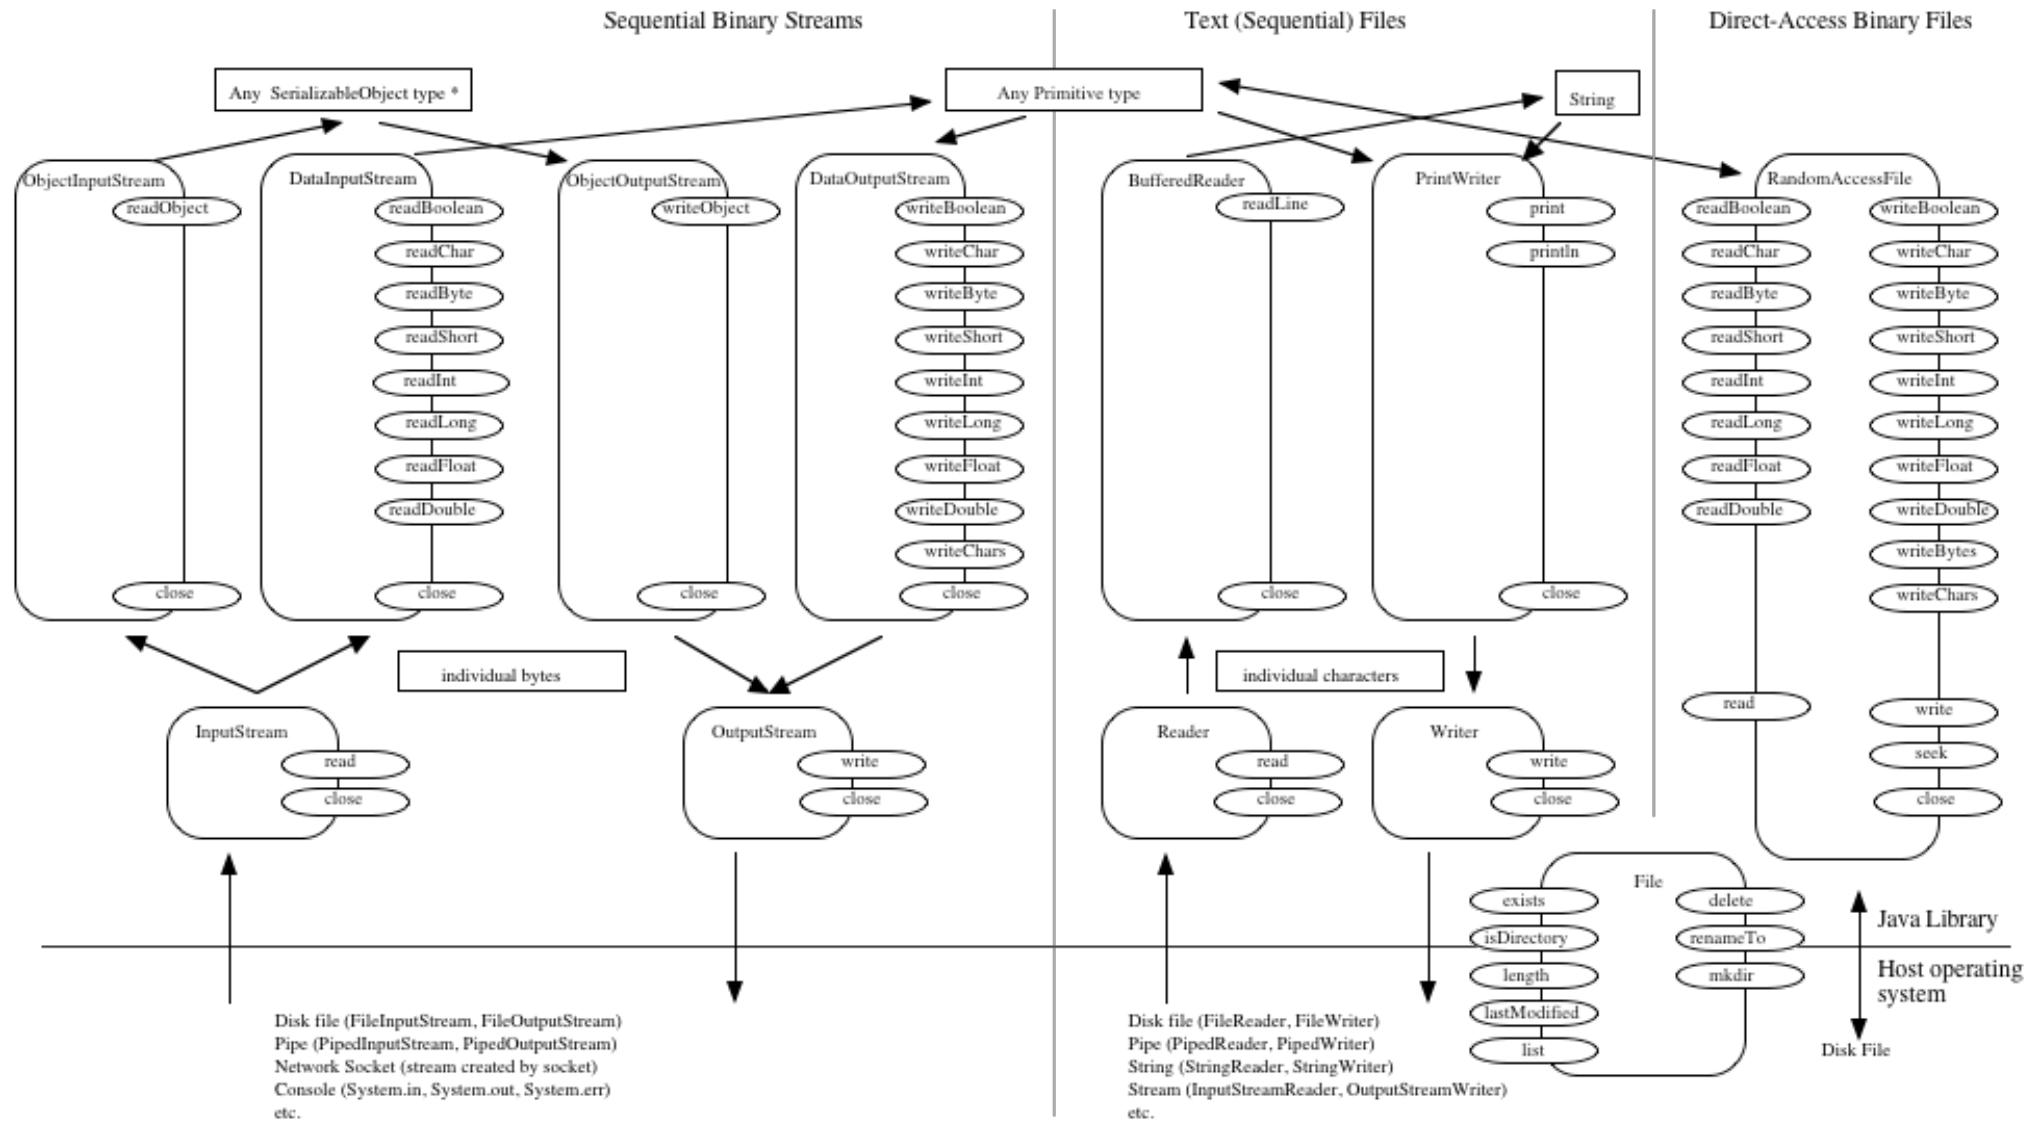 Sequential Binary Streams
Text (Sequential) Files
Direct-Access Binary Files
Any SerializableObject type *
Any Primitive type
String
ObjectInputStream
readObject
close
DataInputStream
readBoolean
readChar
readByte
readShort
readInt
readLong
readFloat
readDouble
close
ObjectOutputStream
writeObject
close
DataOutputStream
writeBoolean
writeChar
writeByte
writeShort
writeInt
writeLong
writeFloat
writeDouble
writeChars
close
BufferedReader
readLine
close
PrintWriter
print
println
close
RandomAccessFile
readBoolean
readChar
readByte
readShort
readInt
readLong
readFloat
readDouble
read
writeBoolean
writeChar
writeByte
writeShort
writeInt
writeLong
writeFloat
writeDouble
writeBytes
writeChars
write
seek
close
individual bytes
individual characters
InputStream
read
close
OutputStream
write
close
Reader
read
close
Writer
write
close
File
exists
isDirectory
length
lastModified
list
delete
renameTo
mkdir
Java Library
Host operating
system
Disk File
Disk file (FileInputStream, FileOutputStream)
Pipe (PipedInputStream, PipedOutputStream)
Network Socket (stream created by socket)
Console (System.in, System.out, System.err)
etc.
Disk file (FileReader, FileWriter)
Pipe (PipedReader, PipedWriter)
String (StringReader, StringWriter)
Stream (InputStreamReader, OutputStreamWriter)
etc.